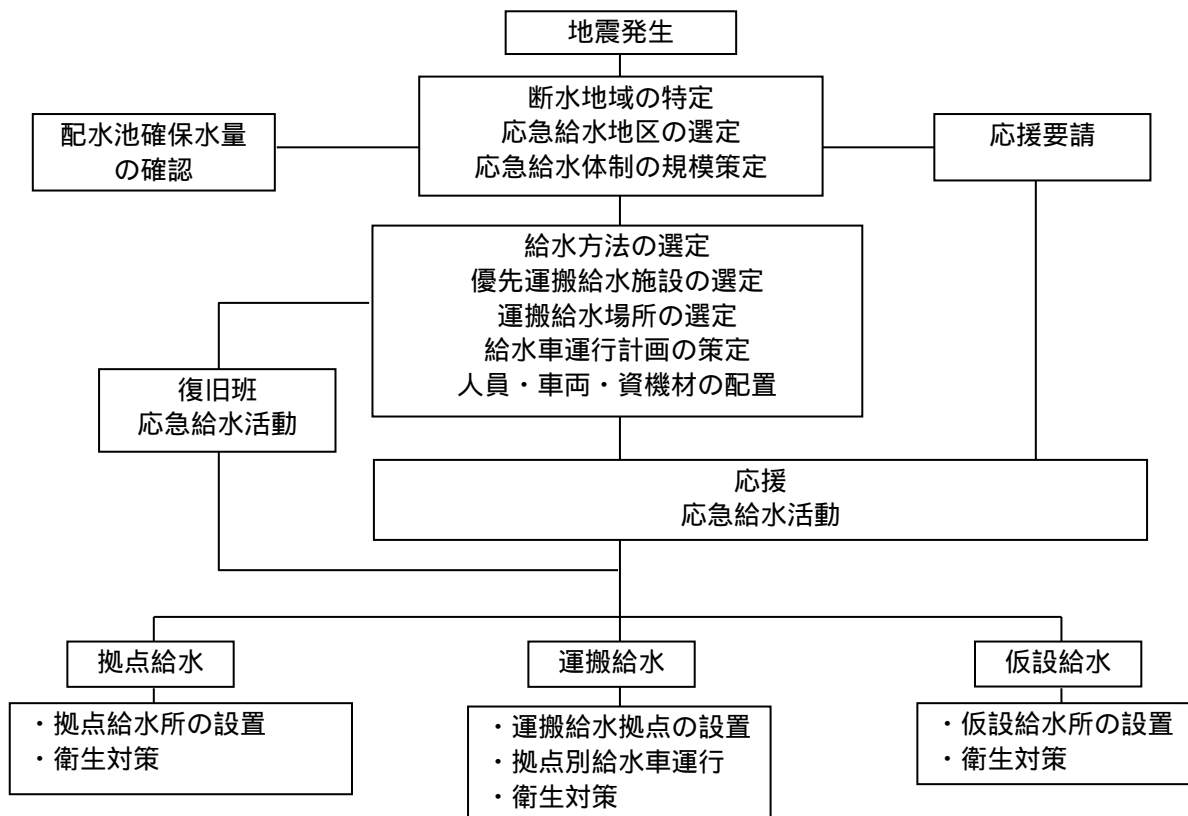 地震発生
断水地域の特定
応急給水地区の選定
応急給水体制の規模策定
配水池確保水量
の確認
応援要請
給水方法の選定
優先運搬給水施設の選定
運搬給水場所の選定
給水車運行計画の策定
人員・車両・資機材の配置
復旧班
応急給水活動
応援
応急給水活動
拠点給水
・拠点給水所の設置
・衛生対策
運搬給水
・運搬給水拠点の設置
・拠点別給水車運行
・衛生対策
仮設給水
・仮設給水所の設置
・衛生対策